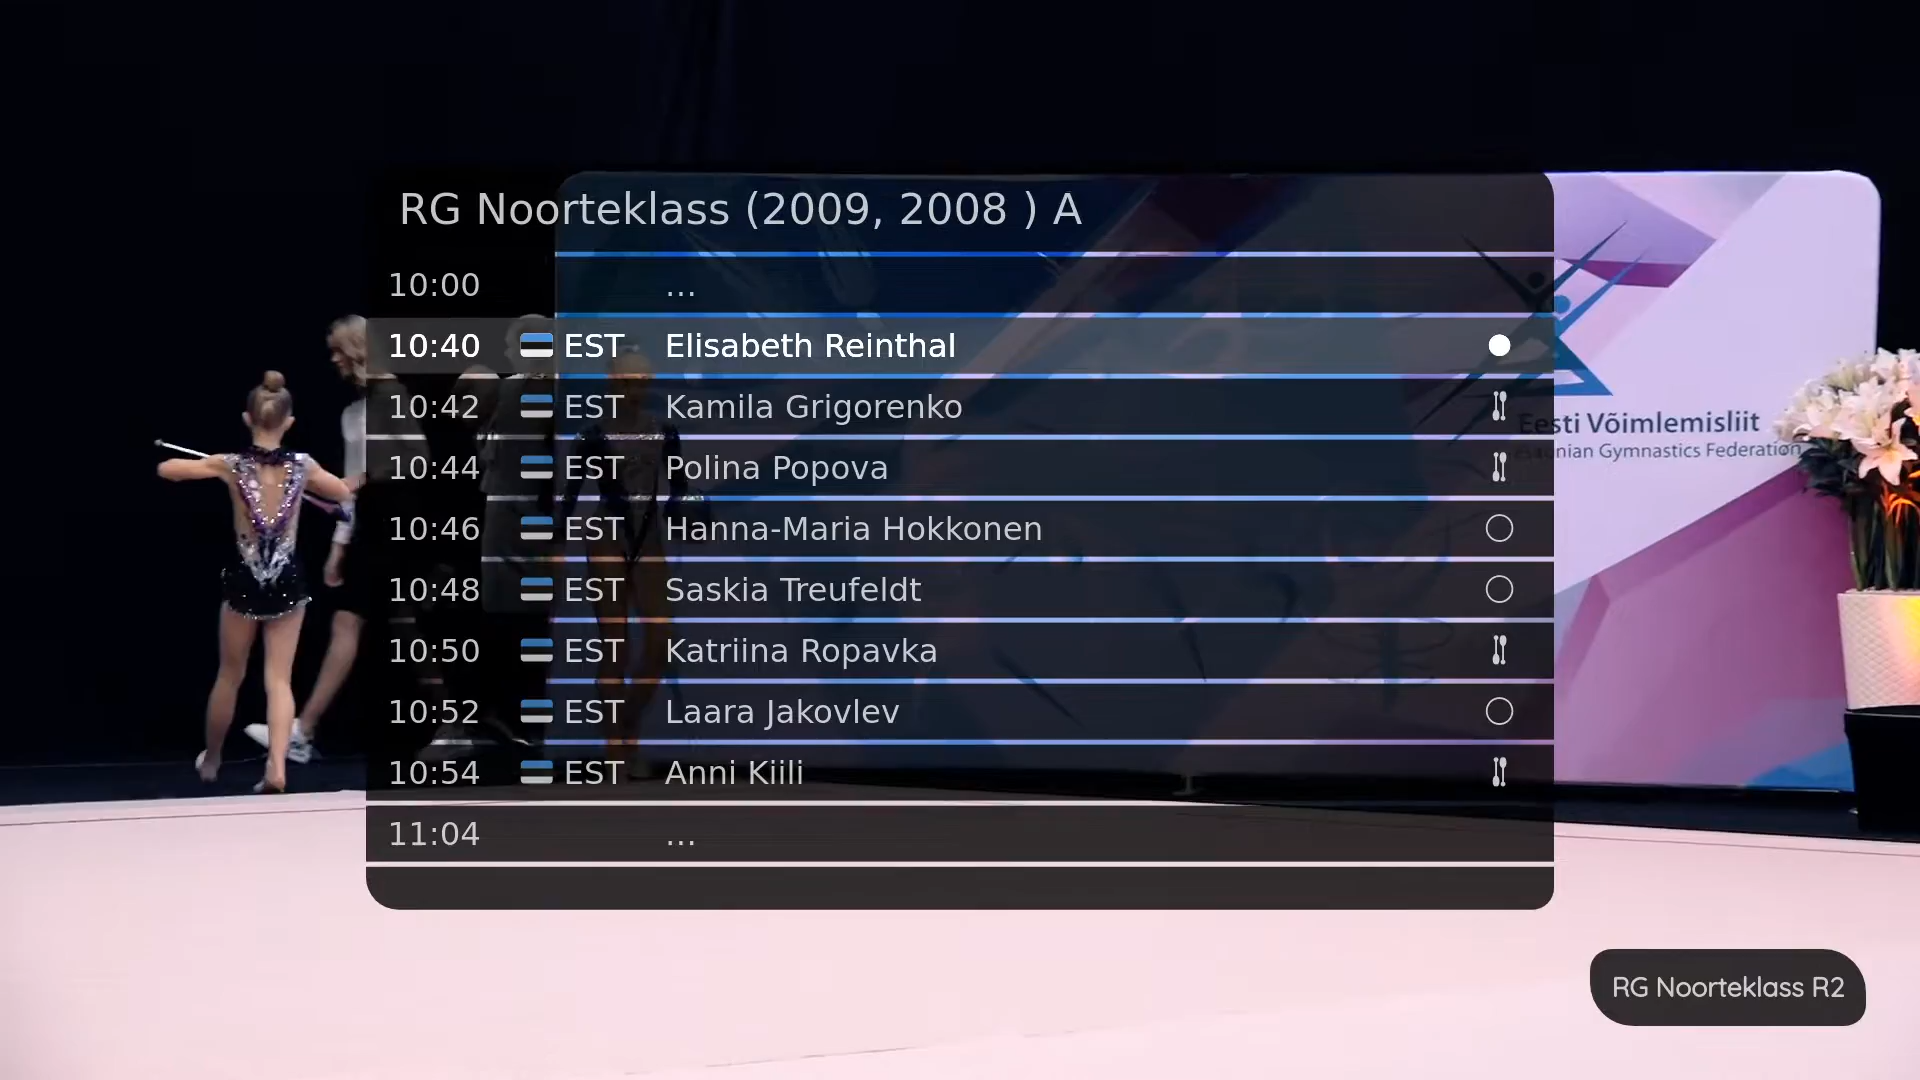 RG Noorteklass (2009, 2008 ) A
10:00 ...
10:40 EST Elisabeth Reinthal
10:42 EST Kamila Grigorenko
10:44 EST Polina Popova
10:46 EST Hanna-Maria Hokkonen
10:48 EST Saskia Treufeldt
10:50 EST Katriina Ropavka
10:52 EST Laara Jakovlev
10:54 EST Anni Kiili
11:04 ...
Eesti Võimlemisliit
Estonian Gymnastics Federation
RG Noorteklass R2